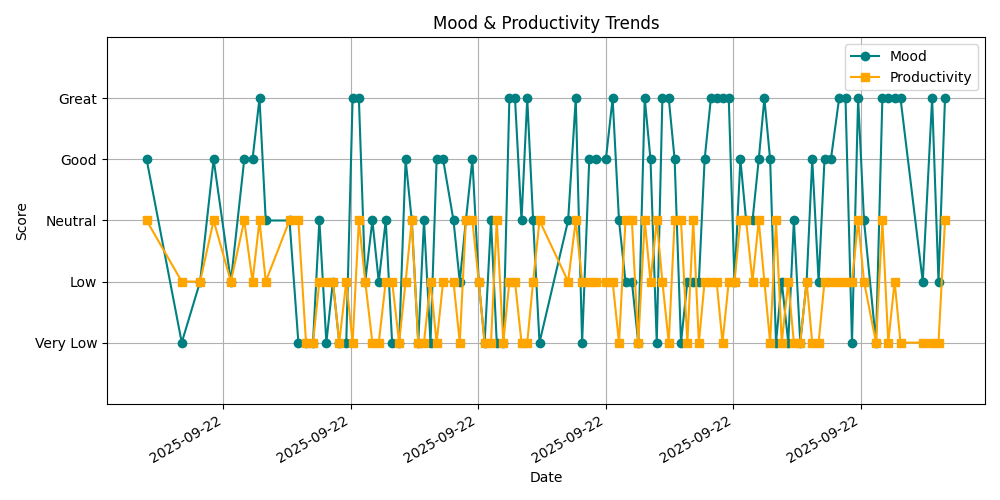 Mood & Productivity Trends
Mood
Productivity
Great
Good
Neutral
Low
Very Low
Score
2025-09-22 2025-09-22 2025-09-22 2025-09-22 2025-09-22 2025-09-22
Date